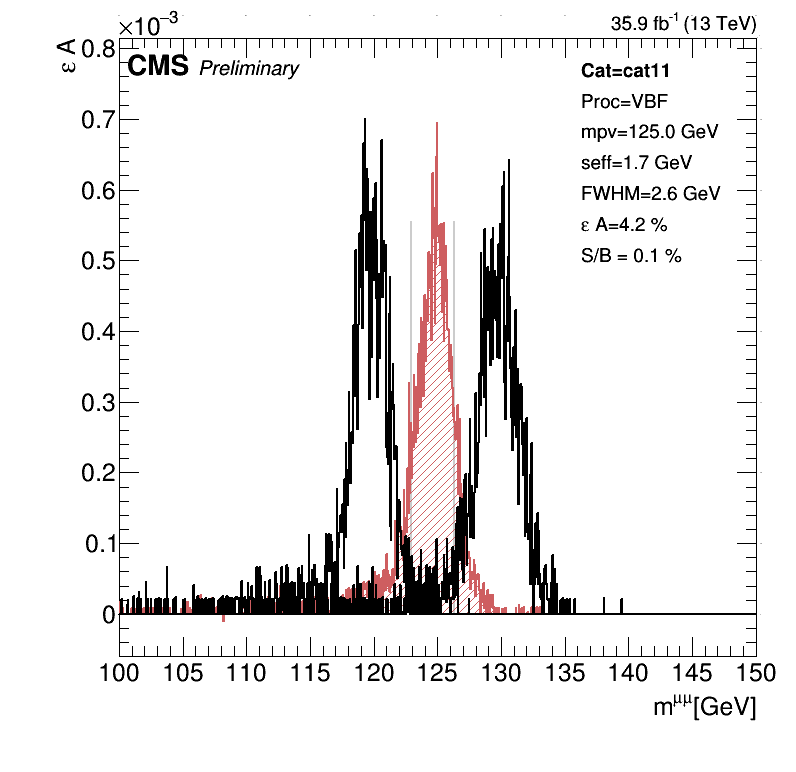 ×10⁻³
35.9 fb⁻¹ (13 TeV)
ε A
CMS Preliminary
Cat=cat11
Proc=VBF
mpv=125.0 GeV
seff=1.7 GeV
FWHM=2.6 GeV
ε A=4.2 %
S/B = 0.1 %
0.8
0.7
0.6
0.5
0.4
0.3
0.2
0.1
0
100 105 110 115 120 125 130 135 140 145 150
m^μμ[GeV]